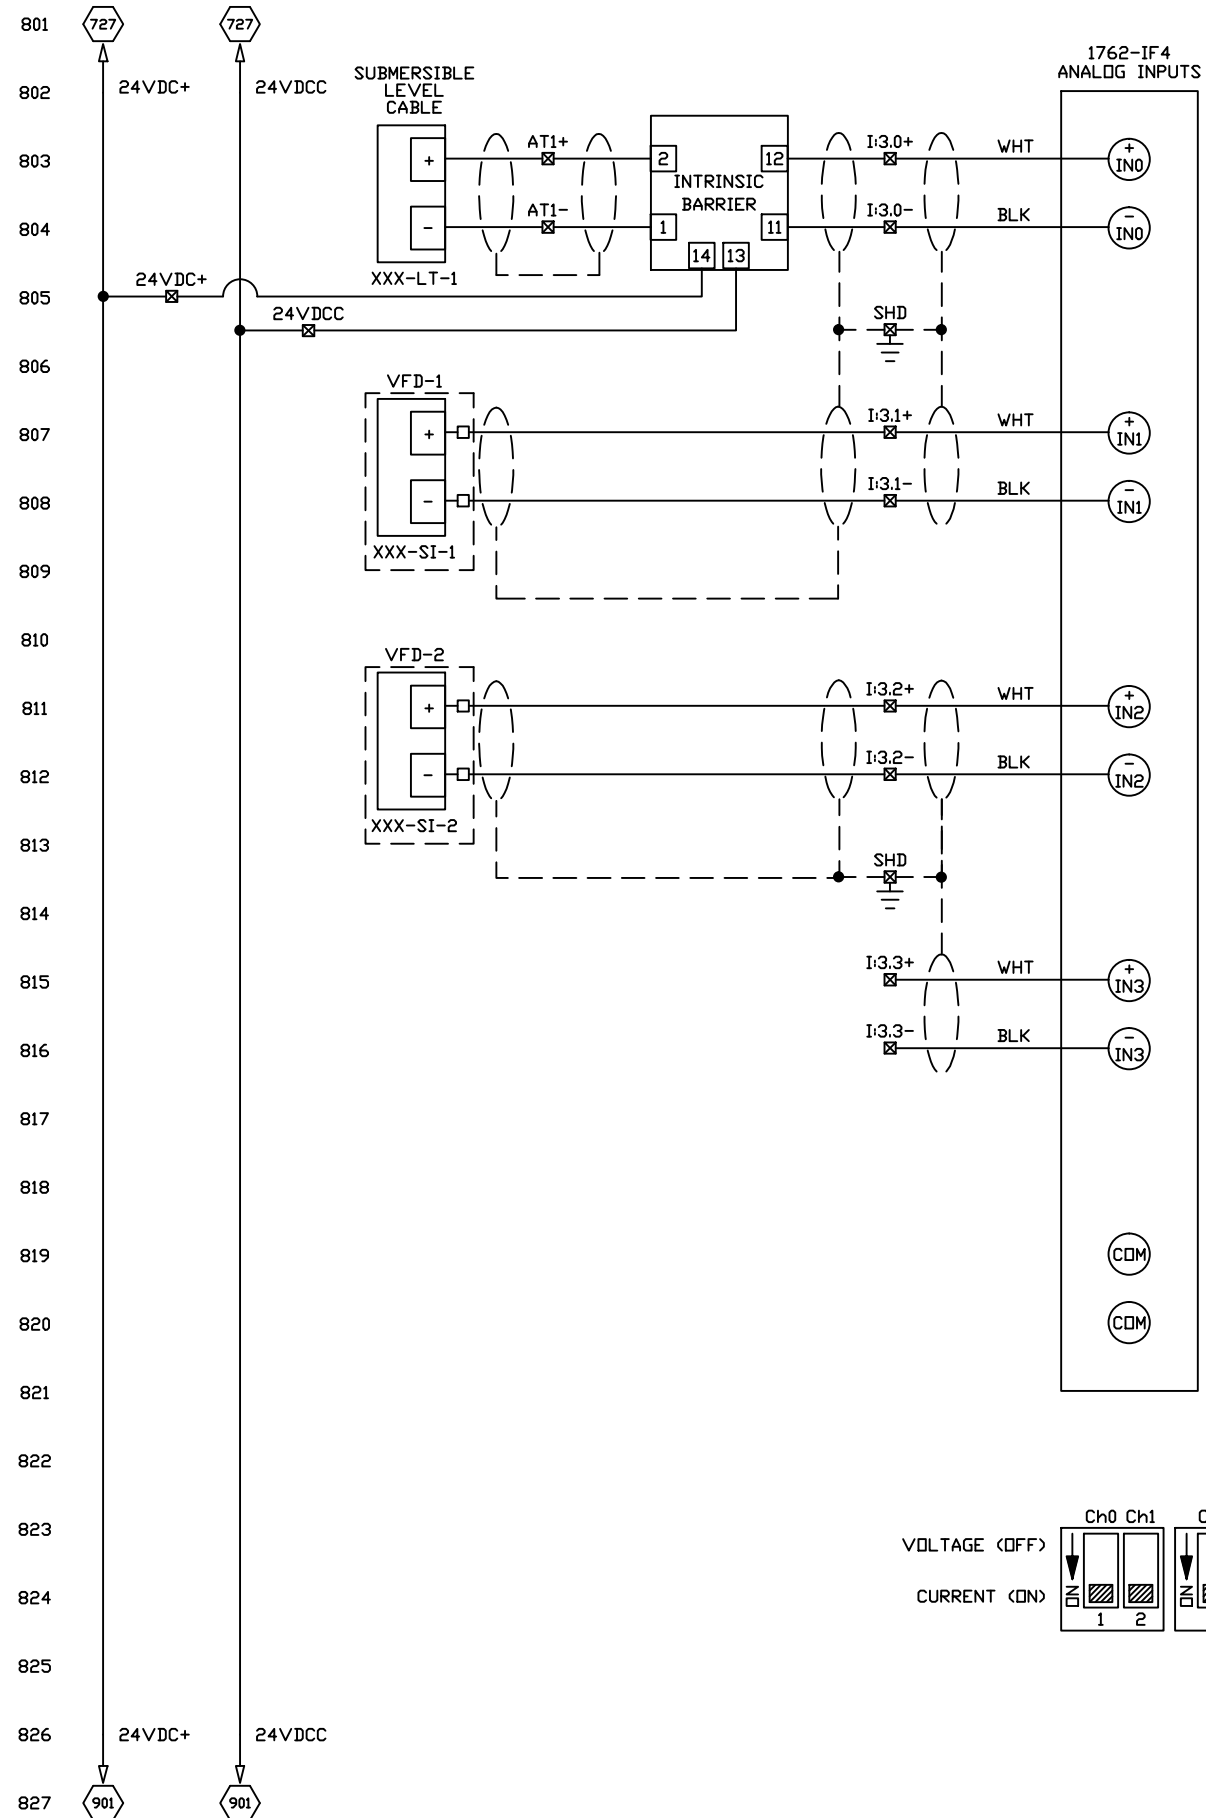 801 727 727
1762-IF4
ANALOG INPUTS
802 24VDC+ 24VDCC
SUBMERSIBLE
LEVEL
CABLE
803 + AT1+ 2 12 I:3.0+ WHT + IN0
INTRINSIC
BARRIER
804 - AT1- 1 11 I:3.0- BLK - IN0
14 13
XXX-LT-1
805 24VDC+
24VDCC SHD
806
VFD-1
807 + I:3.1+ WHT + IN1
808 - I:3.1- BLK - IN1
XXX-SI-1
809
810
VFD-2
811 + I:3.2+ WHT + IN2
812 - I:3.2- BLK - IN2
XXX-SI-2
813
SHD
814
815 I:3.3+ WHT + IN3
816 I:3.3- BLK - IN3
817
818
819 COM
820 COM
821
822
823 Ch0 Ch1
VOLTAGE (OFF)
824 CURRENT (ON) ON ON
1 2
825
826 24VDC+ 24VDCC
827 901 901